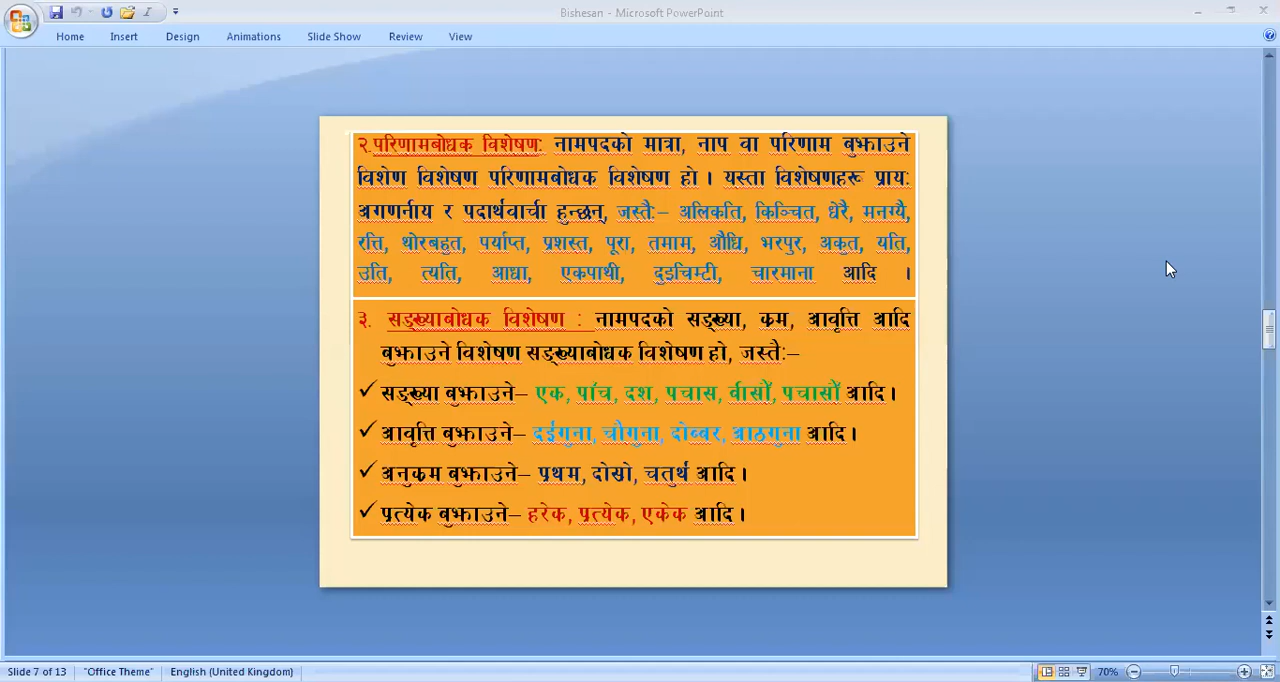 Bishesan - Microsoft PowerPoint
Home Insert Design Animations Slide Show Review View
२.परिणामबोधक विशेषण: नामपदको मात्रा, नाप वा परिणाम बुझाउने
विशेण विशेषण परिणामबोधक विशेषण हो । यस्ता विशेषणहरू प्राय:
अगणनीय र पदार्थवाची हुन्छन्, जस्तै:– अलिकति, किञ्चित, धेरै, मनग्यै,
रत्ति, थोरबहुत, पर्याप्त, प्रशस्त, पूरा, तमाम, औधि, भरपुर, अकुत, यति,
उति, त्यति, आधा, एकपाथी, दुइचिम्टी, चारमाना आदि ।
३. सङ्ख्याबोधक विशेषण : नामपदको सङ्ख्या, क्रम, आवृत्ति आदि
बुझाउने विशेषण सङ्ख्याबोधक विशेषण हो, जस्तै:–
✓ सङ्ख्या बुझाउने– एक, पाँच, दश, पचास, वीसौँ, पचासौँ आदि।
✓ आवृत्ति बुझाउने– दईगुना, चौगुना, दोब्बर, आठगुना आदि।
✓ अनुक्रम बुझाउने– प्रथम, दोस्रो, चतुर्थ आदि।
✓ प्रत्येक बुझाउने– हरेक, प्रत्येक, एकेक आदि।
Slide 7 of 13 "Office Theme" English (United Kingdom) 70%